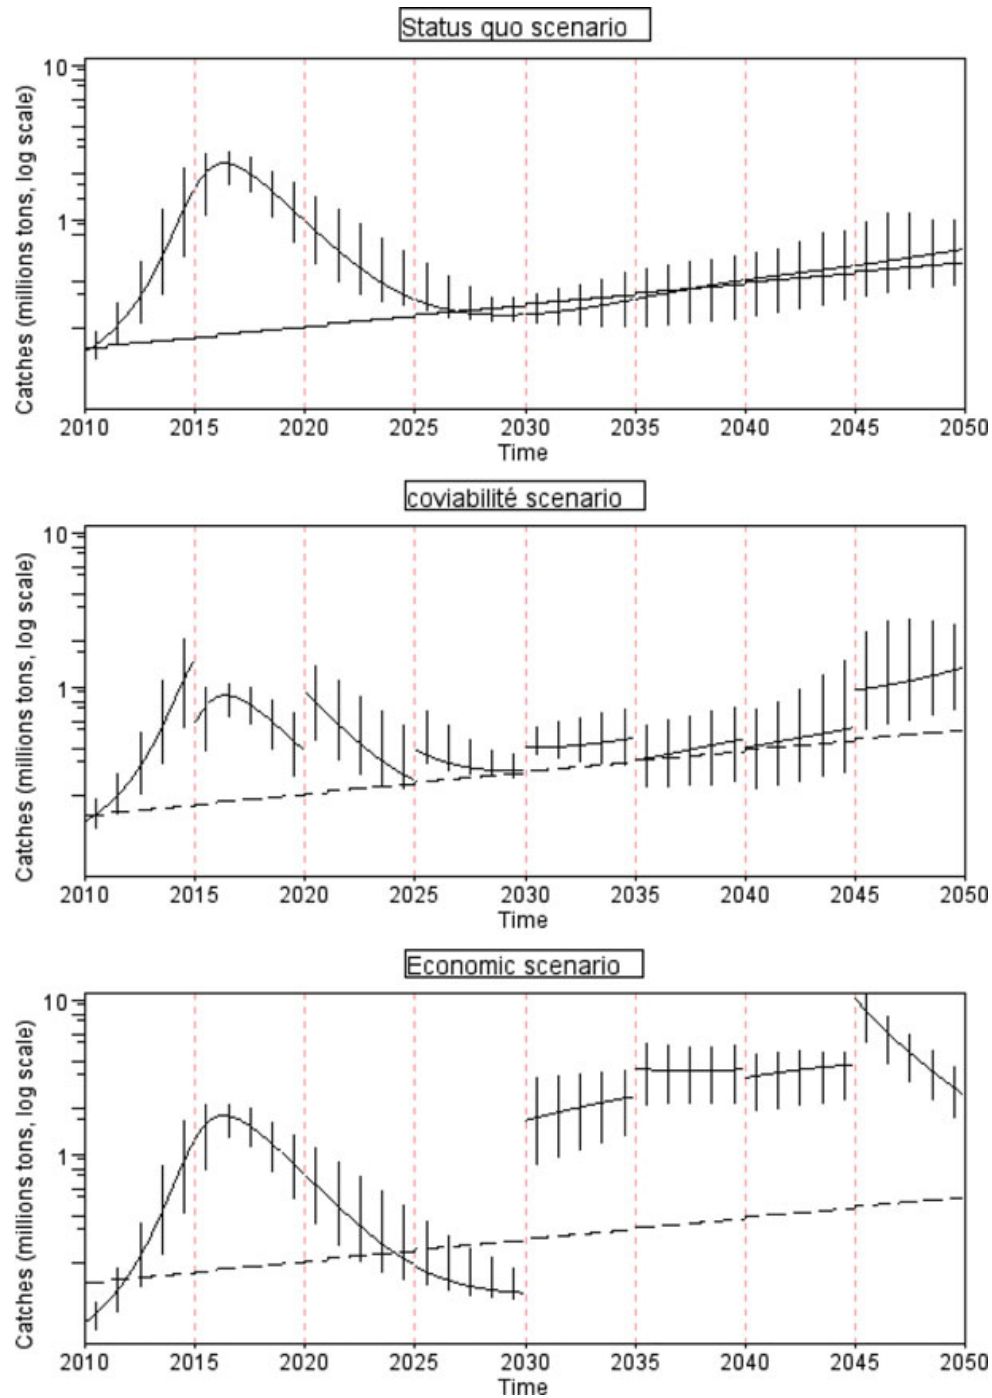 Status quo scenario
Catches (millions tons, log scale)
10
1
2010 2015 2020 2025 2030 2035 2040 2045 2050
Time
coviabilité scenario
Catches (millions tons, log scale)
10
1
2010 2015 2020 2025 2030 2035 2040 2045 2050
Time
Economic scenario
Catches (millions tons, log scale)
10
1
2010 2015 2020 2025 2030 2035 2040 2045 2050
Time